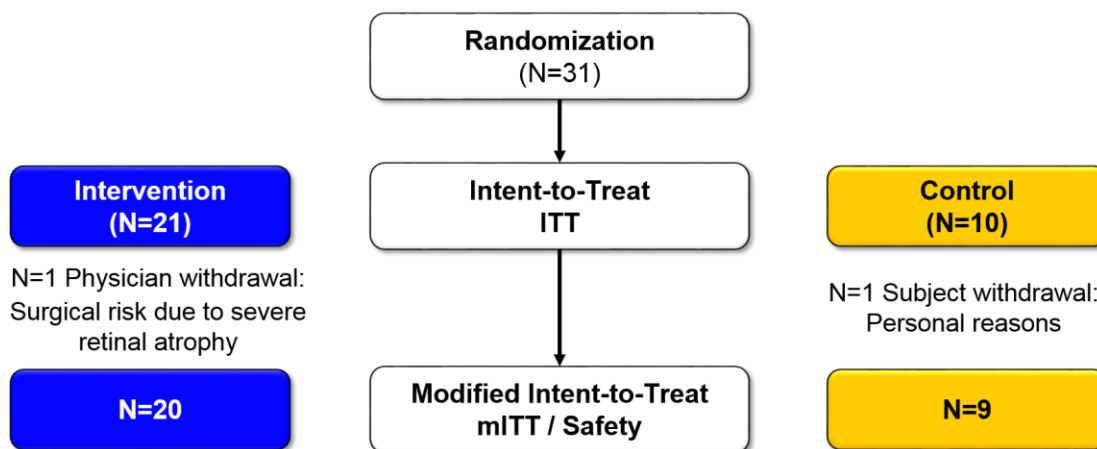 Randomization
(N=31)
Intervention
(N=21)
Intent-to-Treat
ITT
Control
(N=10)
N=1 Physician withdrawal:
Surgical risk due to severe
retinal atrophy
N=1 Subject withdrawal:
Personal reasons
N=20
Modified Intent-to-Treat
mITT / Safety
N=9